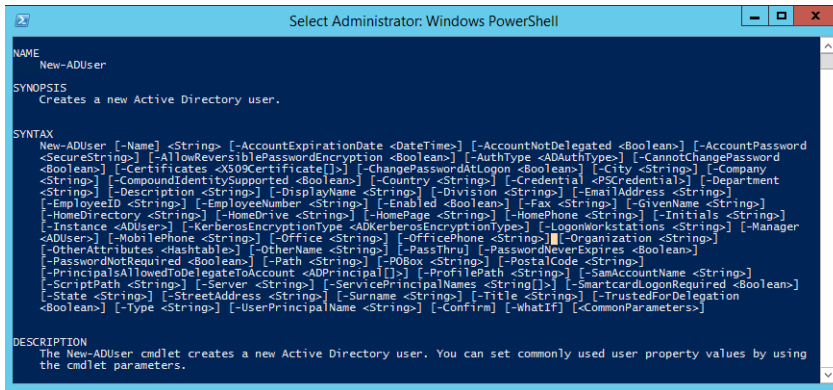 Select Administrator: Windows PowerShell
NAME
New-ADUser
SYNOPSIS
Creates a new Active Directory user.
SYNTAX
New-ADUser [-Name] <String> [-AccountExpirationDate <DateTime>] [-AccountNotDelegated <Boolean>] [-AccountPassword
<SecureString>] [-AllowReversiblePasswordEncryption <Boolean>] [-AuthType <ADAuthType>] [-CannotChangePassword
<Boolean>] [-Certificates <X509Certificate[]>] [-ChangePasswordAtLogon <Boolean>] [-City <String>] [-Company
<String>] [-CompoundIdentitySupported <Boolean>] [-Country <String>] [-Credential <PSCredential>] [-Department
<String>] [-Description <String>] [-DisplayName <String>] [-Division <String>] [-EmailAddress <String>]
[-EmployeeID <String>] [-EmployeeNumber <String>] [-Enabled <Boolean>] [-Fax <String>] [-GivenName <String>]
[-HomeDirectory <String>] [-HomeDrive <String>] [-HomePage <String>] [-HomePhone <String>] [-Initials <String>]
[-Instance <ADUser>] [-KerberosEncryptionType <ADKerberosEncryptionType>] [-LogonWorkstations <String>] [-Manager
<ADUser>] [-MobilePhone <String>] [-Office <String>] [-OfficePhone <String>] [-Organization <String>]
[-OtherAttributes <Hashtable>] [-OtherName <String>] [-PassThru] [-PasswordNeverExpires <Boolean>]
[-PasswordNotRequired <Boolean>] [-Path <String>] [-POBox <String>] [-PostalCode <String>]
[-PrincipalsAllowedToDelegateToAccount <ADPrincipal[]>] [-ProfilePath <String>] [-SamAccountName <String>]
[-ScriptPath <String>] [-Server <String>] [-ServicePrincipalNames <String[]>] [-SmartcardLogonRequired <Boolean>]
[-State <String>] [-StreetAddress <String>] [-Surname <String>] [-Title <String>] [-TrustedForDelegation
<Boolean>] [-Type <String>] [-UserPrincipalName <String>] [-Confirm] [-WhatIf] [<CommonParameters>]
DESCRIPTION
The New-ADUser cmdlet creates a new Active Directory user. You can set commonly used user property values by using
the cmdlet parameters.